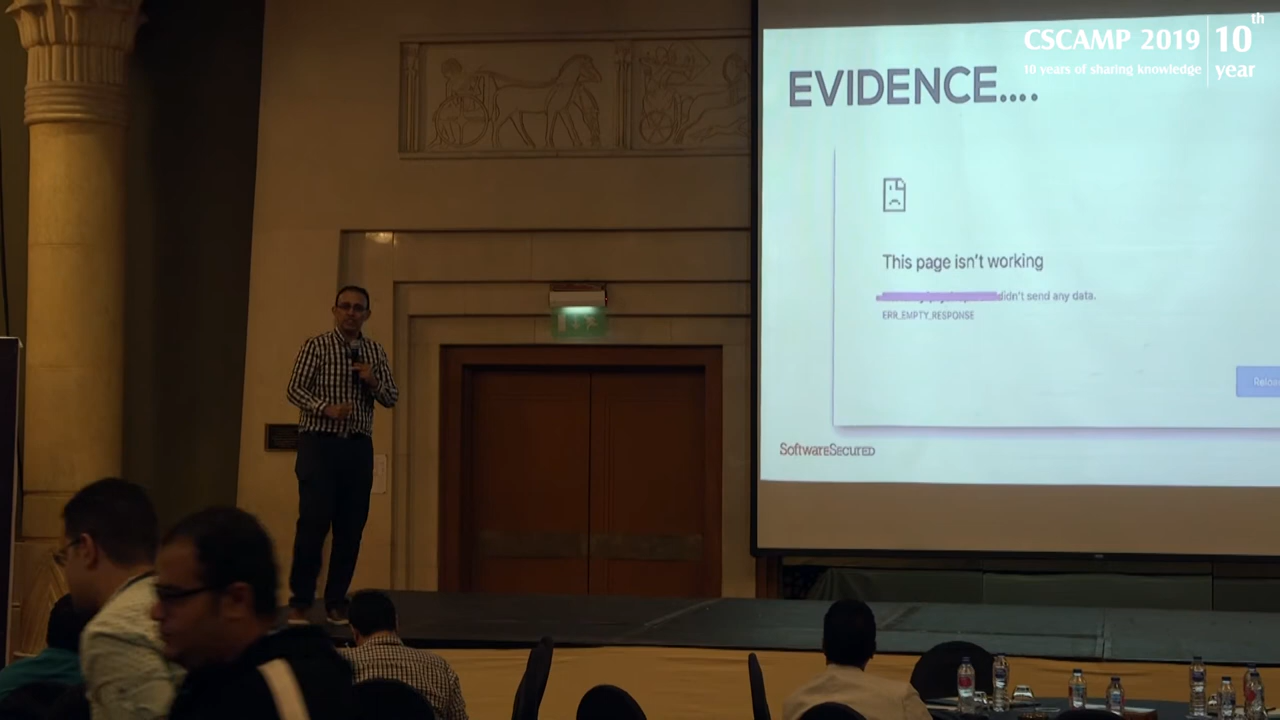 CSCAMP 2019
10 years of sharing knowledge
10th
year
EVIDENCE....
This page isn't working
didn't send any data.
ERR_EMPTY_RESPONSE
SoftwareSecured